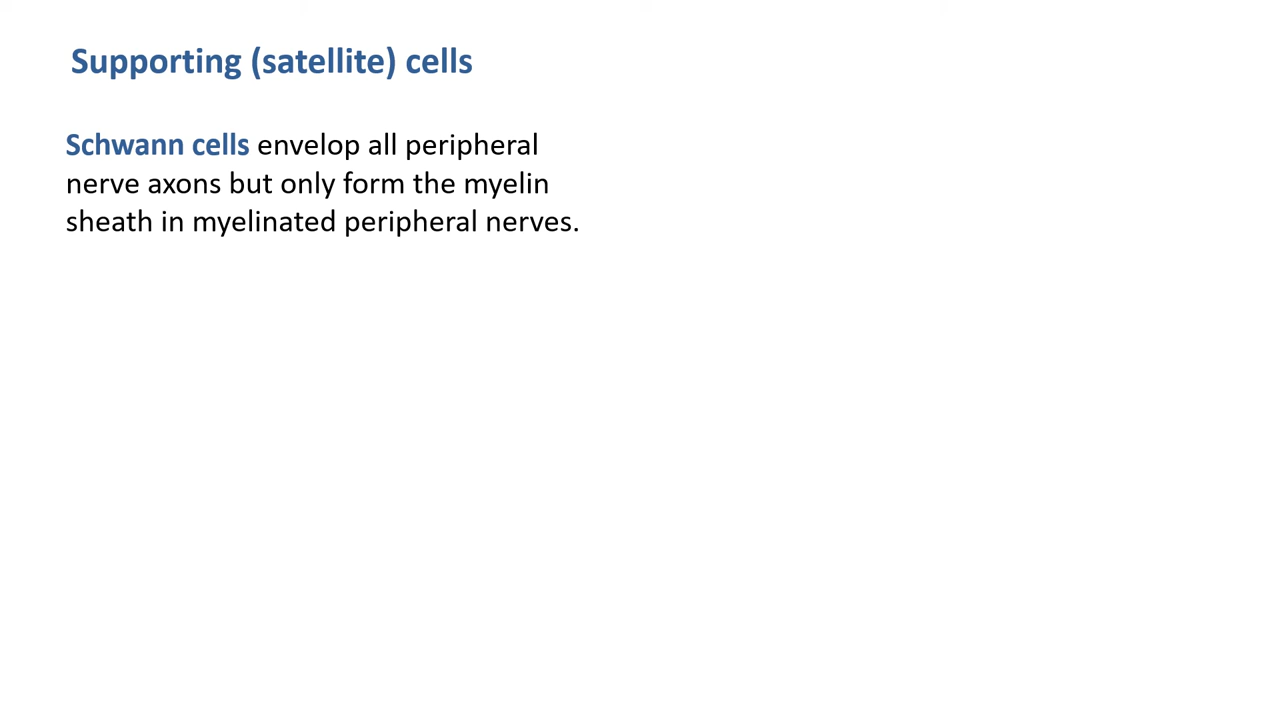 Supporting (satellite) cells
Schwann cells envelop all peripheral
nerve axons but only form the myelin
sheath in myelinated peripheral nerves.